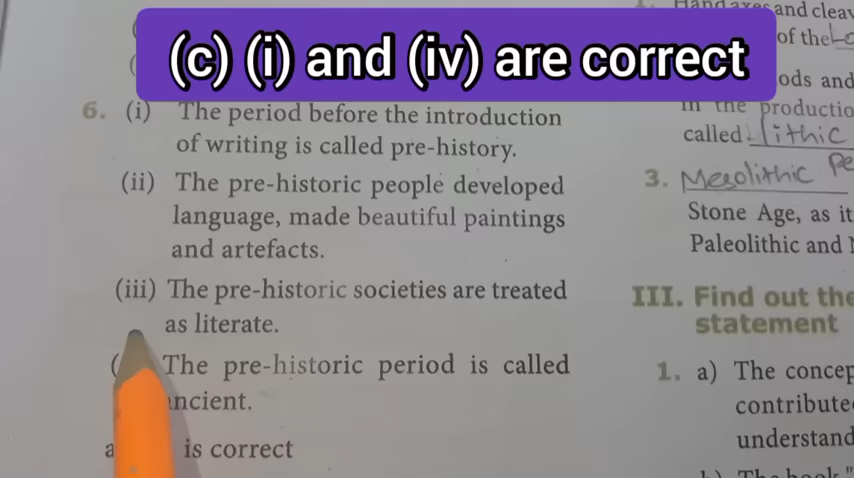 (c) (i) and (iv) are correct
6. (i) The period before the introduction
of writing is called pre-history.
(ii) The pre-historic people developed
language, made beautiful paintings
and artefacts.
(iii) The pre-historic societies are treated
as literate.
( The pre-historic period is called
ancient.
a is correct
Hand axes and cleav
of the
ods and
in the productio
called lithic
3. Mesolithic Pe
Stone Age, as it
Paleolithic and
III. Find out the
statement
1. a) The concep
contribute
understand
b) The book "